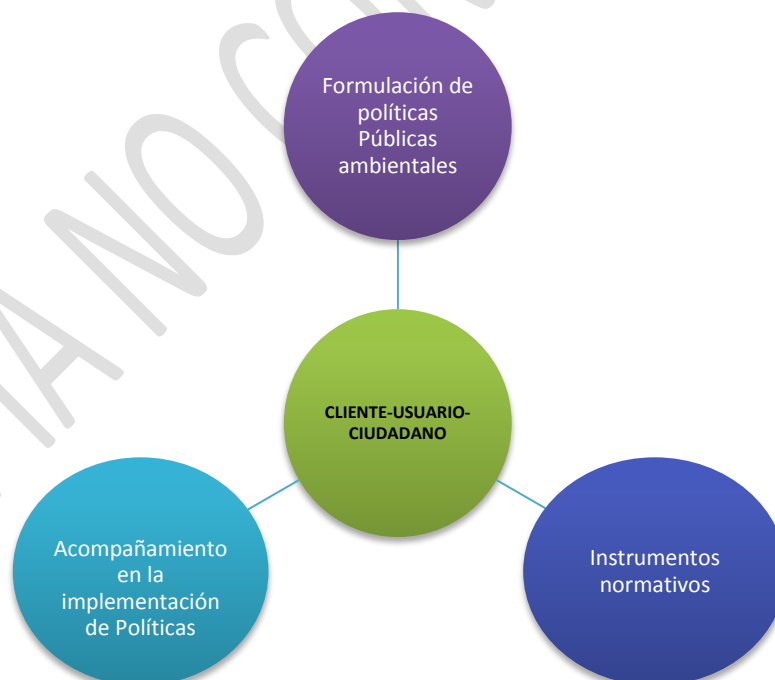 Formulación de
políticas
Públicas
ambientales
CLIENTE-USUARIO-
CIUDADANO
Acompañamiento
en la
implementación
de Políticas
Instrumentos
normativos